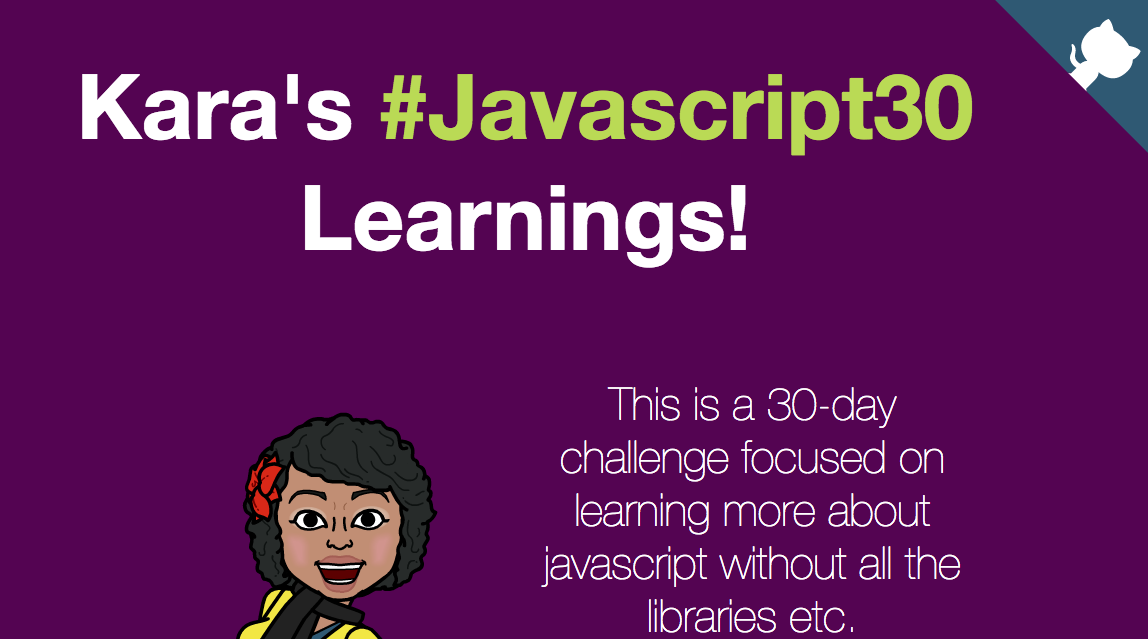 Kara's #Javascript30
Learnings!
This is a 30-day
challenge focused on
learning more about
javascript without all the
libraries etc.